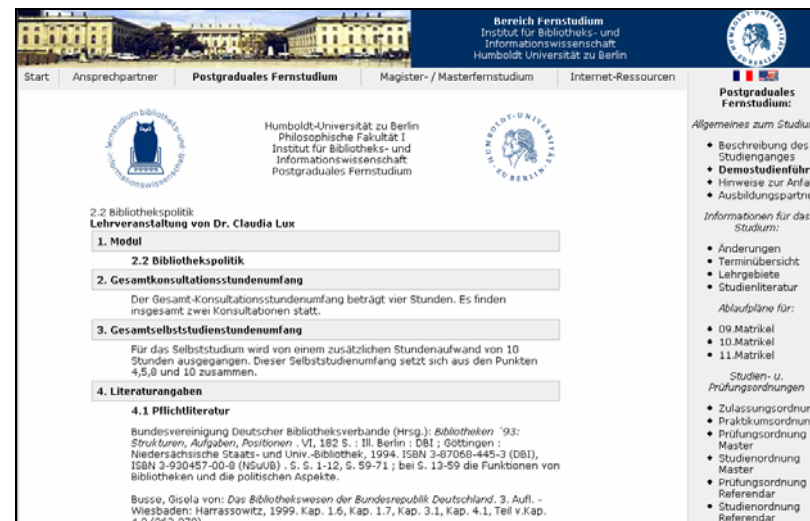 Bereich Fernstudium
Institut für Bibliotheks- und
Informationswissenschaft
Humboldt Universität zu Berlin
Start
Ansprechpartner
Postgraduales Fernstudium
Magister- / Masterfernstudium
Internet-Ressourcen
Humboldt-Universität zu Berlin
Philosophische Fakultät I
Institut für Bibliotheks- und
Informationswissenschaft
Postgraduales Fernstudium
2.2 Bibliothekspolitik
Lehrveranstaltung von Dr. Claudia Lux
1. Modul
2.2 Bibliothekspolitik
2. Gesamtkonsultationsstundenumfang
Der Gesamt-Konsultationsstundenumfang beträgt vier Stunden. Es finden
insgesamt zwei Konsultationen statt.
3. Gesamtselbststudienstundenumfang
Für das Selbststudium wird von einem zusätzlichen Stundenaufwand von 10
Stunden ausgegangen. Dieser Selbststudienumfang setzt sich aus den Punkten
4,5,8 und 10 zusammen.
4. Literaturangaben
4.1 Pflichtliteratur
Bundesvereinigung Deutscher Bibliotheksverbande (Hrsg.): Bibliotheken ´93:
Strukturen, Aufgaben, Positionen . VI, 182 S. : Ill. Berlin : DBI ; Göttingen :
Niedersächsische Staats- und Univ.-Bibliothek, 1994. ISBN 3-87068-445-3 (DBI),
ISBN 3-930457-00-8 (NSuUB) . S. S. 1-12, S. 59-71 ; bei S. 13-59 die Funktionen von
Bibliotheken und die politischen Aspekte.
Busse, Gisela von: Das Bibliothekswesen der Bundesrepublik Deutschland. 3. Aufl. -
Wiesbaden: Harrassowitz, 1999. Kap. 1.6, Kap. 1.7, Kap. 3.1, Kap. 4.1, Teil v.Kap.
Postgraduales
Fernstudium:
Allgemeines zum Studium
Beschreibung des
Studienganges
Demostudienführ
Hinweise zur Anfa
Ausbildungspartne
Informationen für das
Studium:
Änderungen
Terminübersicht
Lehrgebiete
Studienliteratur
Ablaufpläne für:
09.Matrikel
10.Matrikel
11.Matrikel
Studien- u.
Prüfungsordnungen
Zulassungsordnun
Praktikumsordnun
Prüfungsordnung
Master
Studienordnung
Master
Prüfungsordnung
Referendar
Studienordnung
Referendar